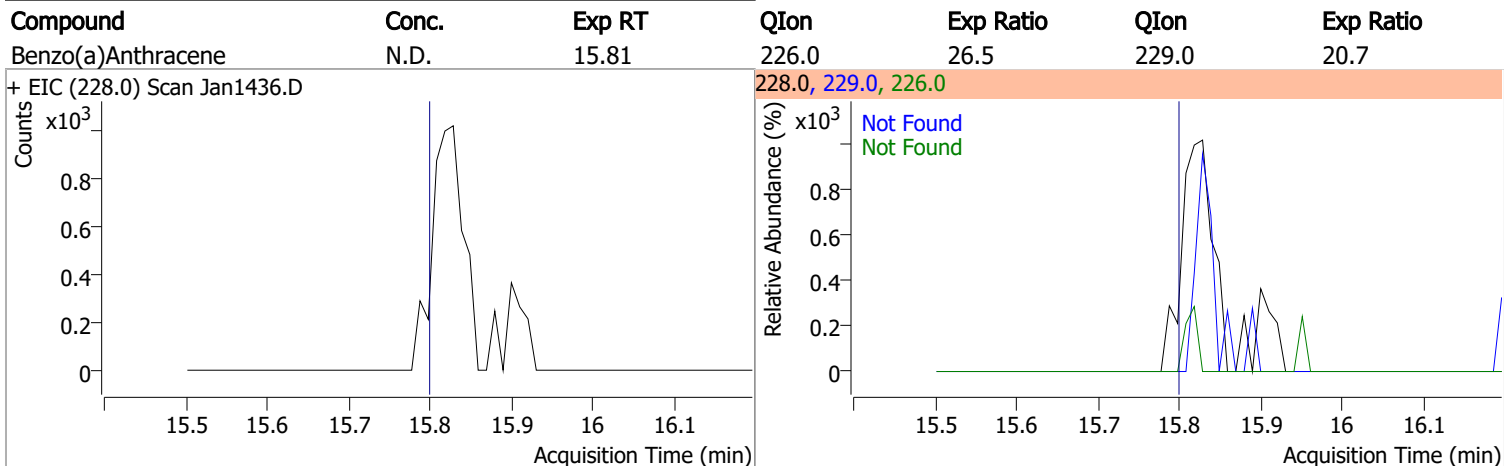 Compound Conc. Exp RT QIon Exp Ratio QIon Exp Ratio
Benzo(a)Anthracene N.D. 15.81 226.0 26.5 229.0 20.7
+ EIC (228.0) Scan Jan1436.D
Counts
x10³
0.8
0.6
0.4
0.2
0
15.5 15.6 15.7 15.8 15.9 16 16.1
Acquisition Time (min)
228.0, 229.0, 226.0
Relative Abundance (%)
x10³
Not Found
Not Found
0.8
0.6
0.4
0.2
0
15.5 15.6 15.7 15.8 15.9 16 16.1
Acquisition Time (min)